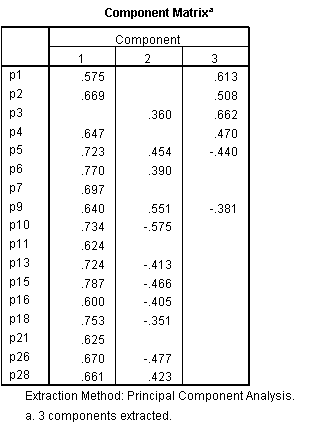 Component Matrixa
Component
1 2 3
p1 .575 .613
p2 .669 .508
p3 .360 .662
p4 .647 .470
p5 .723 .454 -.440
p6 .770 .390
p7 .697
p9 .640 .551 -.381
p10 .734 -.575
p11 .624
p13 .724 -.413
p15 .787 -.466
p16 .600 -.405
p18 .753 -.351
p21 .625
p26 .670 -.477
p28 .661 .423
Extraction Method: Principal Component Analysis.
a. 3 components extracted.